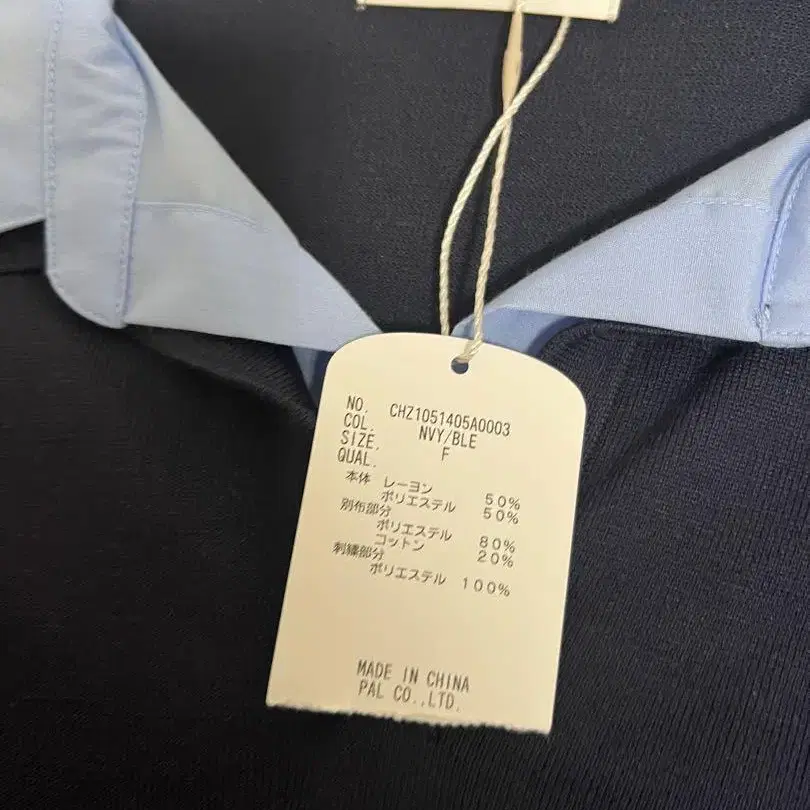 NO. CHZ1051405A0003
COL. NVY/BLE
SIZE. F
QUAL.
本体 レーヨン 50%
ポリエステル 50%
別布部分
ポリエステル 80%
コットン 20%
刺繍部分
ポリエステル 100%
MADE IN CHINA
PAL CO.,LTD.